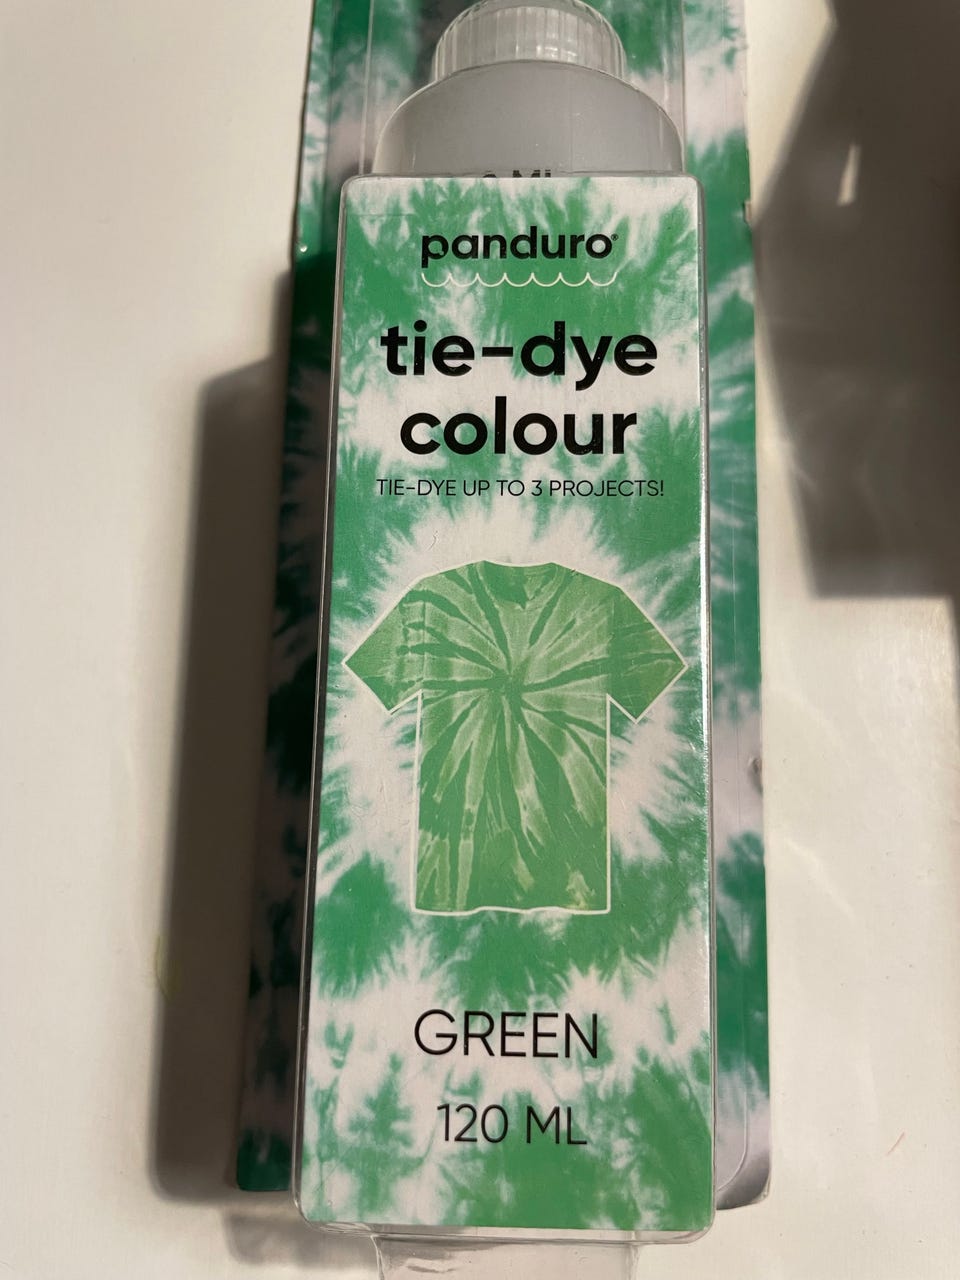 panduro®
tie-dye
colour
TIE-DYE UP TO 3 PROJECTS!
GREEN
120 ML